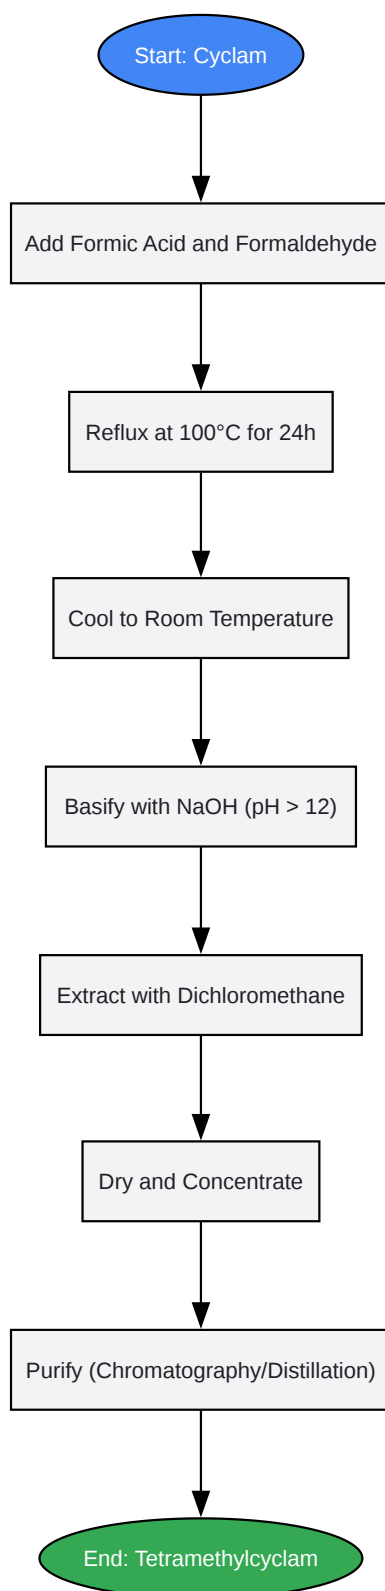 Start: Cyclam
Add Formic Acid and Formaldehyde
Reflux at 100°C for 24h
Cool to Room Temperature
Basify with NaOH (pH > 12)
Extract with Dichloromethane
Dry and Concentrate
Purify (Chromatography/Distillation)
End: Tetramethylcyclam